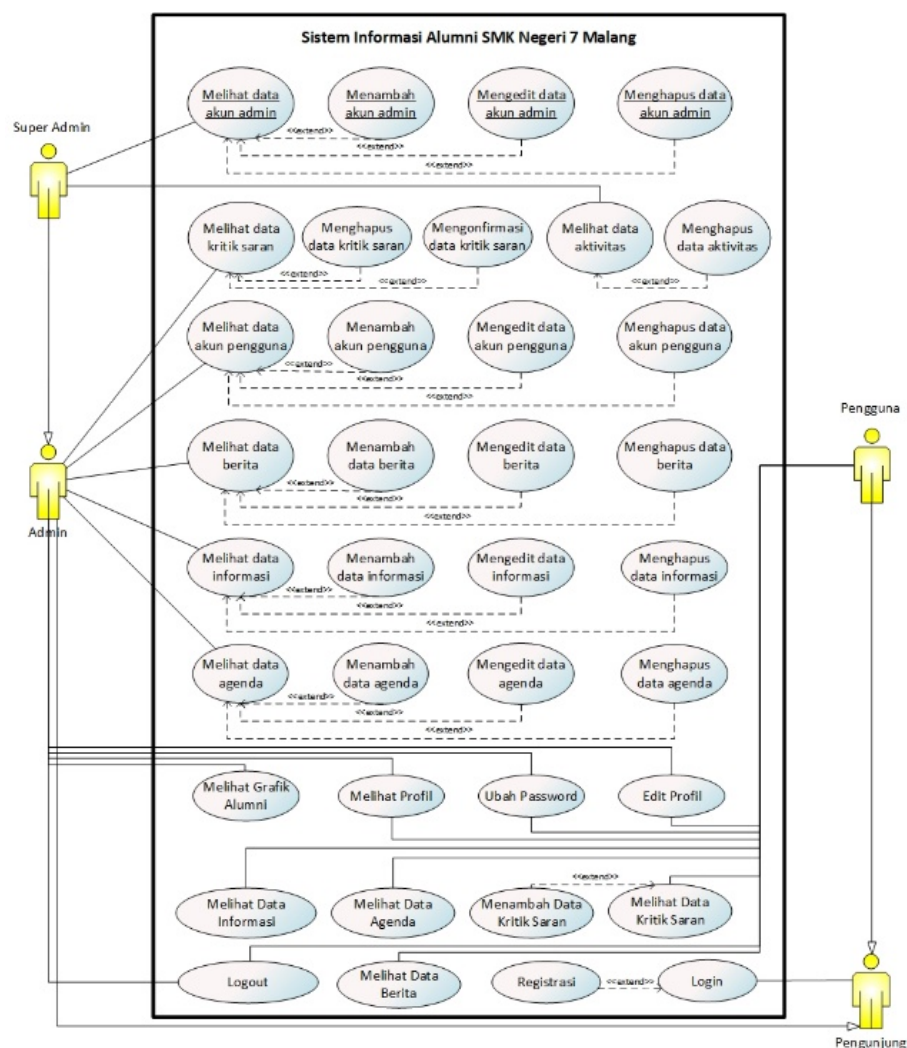 Sistem Informasi Alumni SMK Negeri 7 Malang
Super Admin
Melihat data
akun admin
Menambah
akun admin
Mengedit data
akun admin
Menghapus data
akun admin
<<extend>>
<<extend>>
Melihat data
kritik saran
Menghapus
data kritik saran
Mengonfirmasi
data kritik saran
Melihat data
aktivitas
Menghapus
data aktivitas
<<extend>>
<<extend>>
<<extend>>
Melihat data
akun pengguna
Menambah
akun pengguna
Mengedit data
akun pengguna
Menghapus data
akun pengguna
<<extend>>
<<extend>>
Pengguna
Admin
Melihat data
berita
Menambah
data berita
Mengedit data
berita
Menghapus data
berita
<<extend>>
<<extend>>
Melihat data
informasi
Menambah
data informasi
Mengedit data
informasi
Menghapus
data informasi
<<extend>>
<<extend>>
Melihat data
agenda
Menambah
data agenda
Mengedit data
agenda
Menghapus
data agenda
<<extend>>
<<extend>>
Melihat Grafik
Alumni
Melihat Profil
Ubah Password
Edit Profil
Melihat Data
Informasi
Melihat Data
Agenda
Menambah Data
Kritik Saran
<<extend>>
Melihat Data
Kritik Saran
Logout
Melihat Data
Berita
Registrasi
<<extend>>
Login
Pengunjung